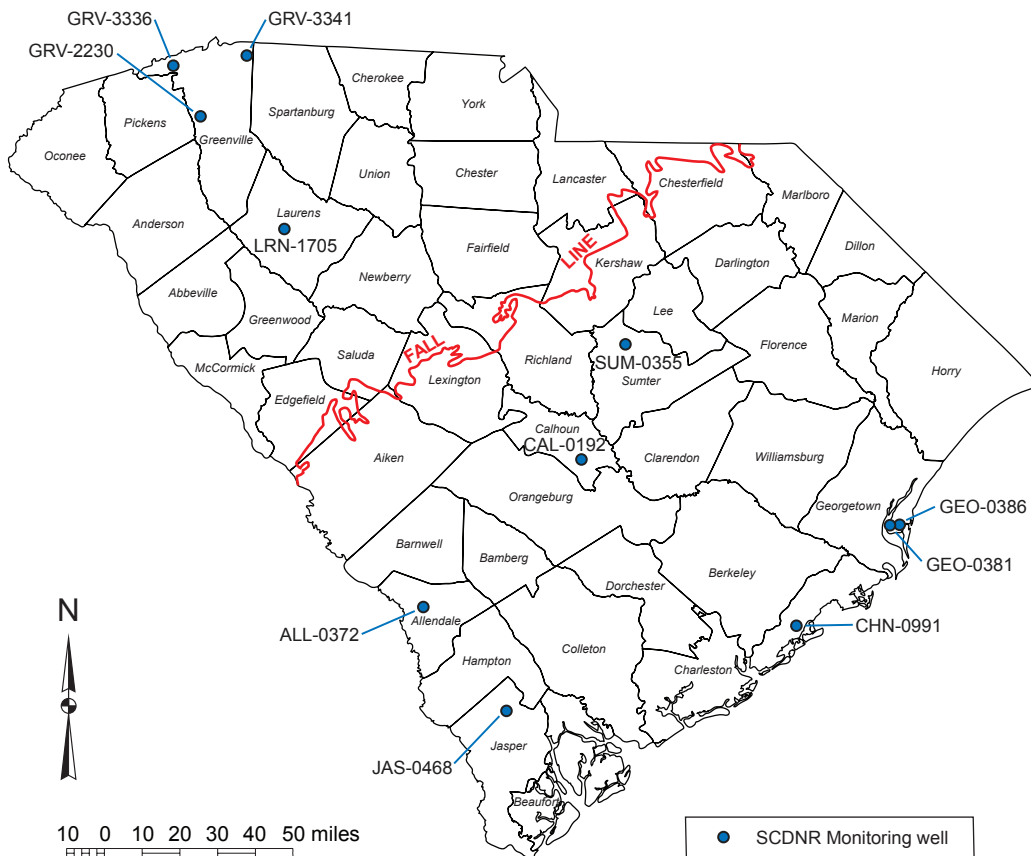 GRV-3336
GRV-3341
GRV-2230
Cherokee
York
Spartanburg
Pickens
Greenville
Oconee
Union
Chester
Lancaster
Chesterfield
Marlboro
Laurens
Anderson
LRN-1705
Fairfield
LINE
Kershaw
Dillon
Newberry
Darlington
Abbeville
Greenwood
Lee
Marion
FALL
Saluda
Richland
SUM-0355
Florence
McCormick
Lexington
Sumter
Horry
Edgefield
Calhoun
CAL-0192
Aiken
Clarendon
Williamsburg
Orangeburg
Georgetown
GEO-0386
Barnwell
Bamberg
GEO-0381
Berkeley
Dorchester
N
ALL-0372
Allendale
CHN-0991
Colleton
Hampton
Charleston
Jasper
JAS-0468
Beaufort
10 0 10 20 30 40 50 miles
SCDNR Monitoring well